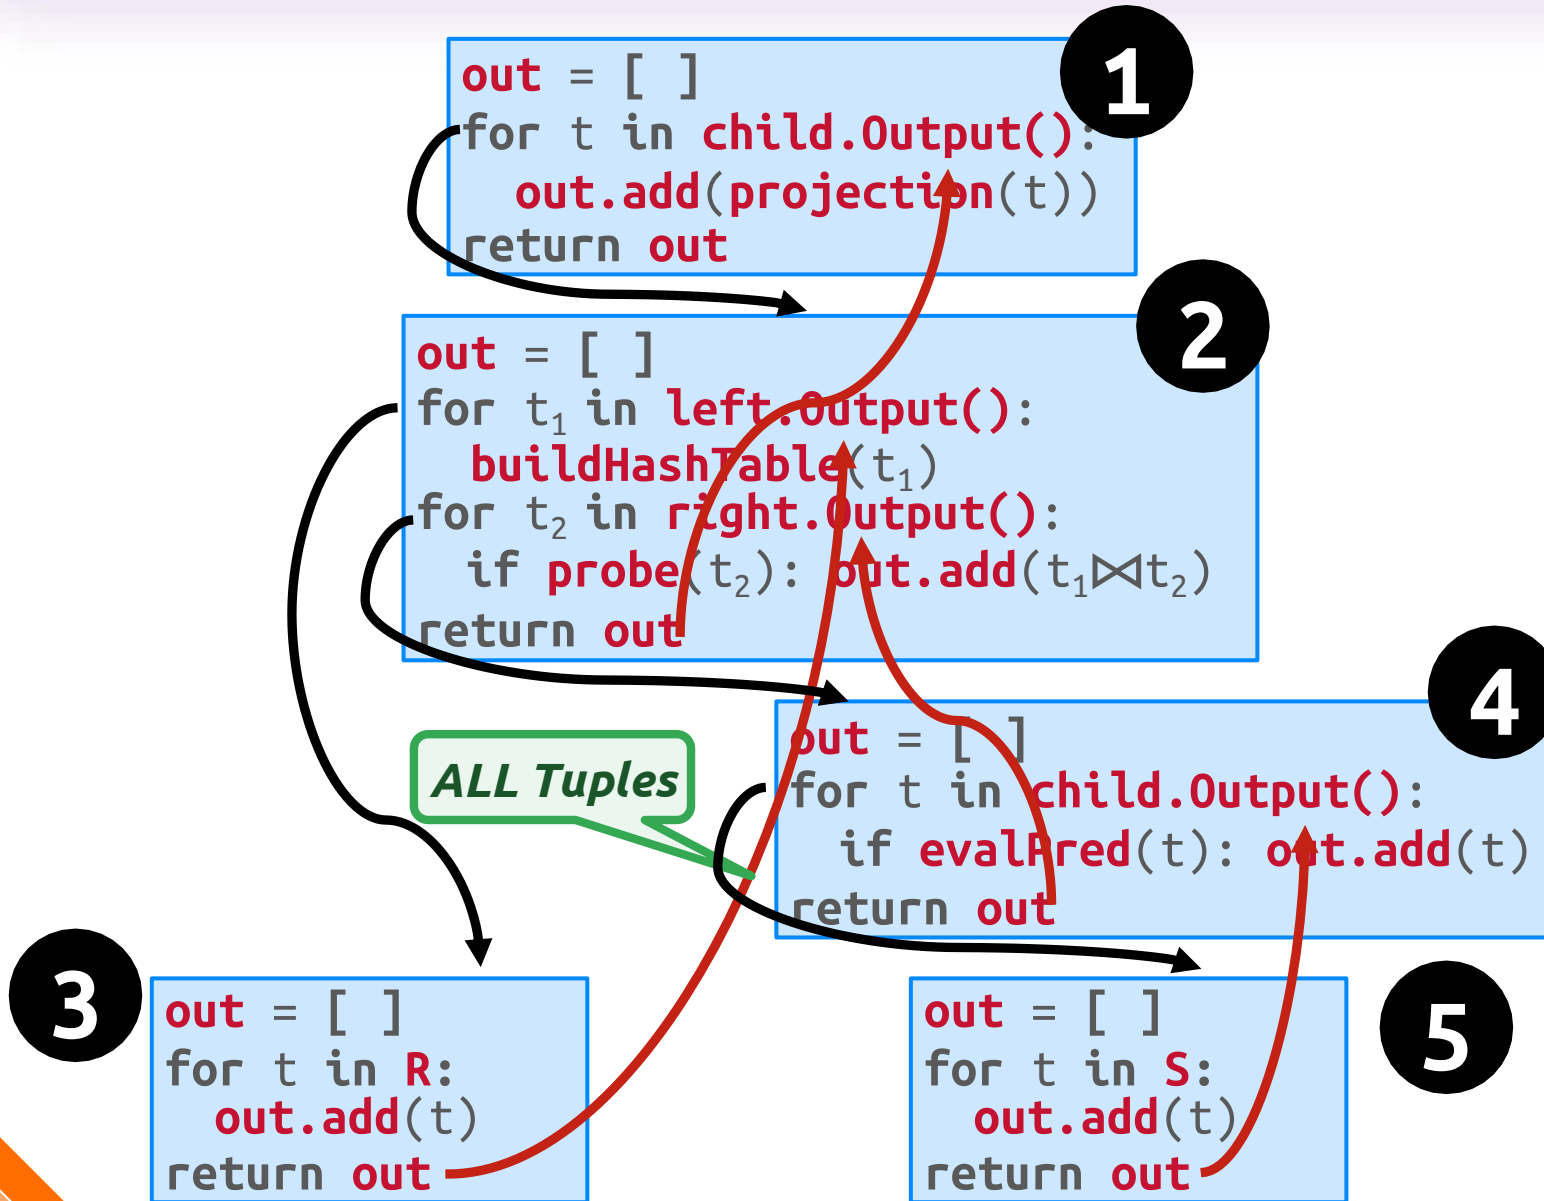 1
out = [ ]
for t in child.Output():
out.add(projection(t))
return out
2
out = [ ]
for t₁ in left.Output():
buildHashTable(t₁)
for t₂ in right.Output():
if probe(t₂): out.add(t₁⨝t₂)
return out
4
out = [ ]
for t in child.Output():
if evalPred(t): out.add(t)
return out
ALL Tuples
3
out = [ ]
for t in R:
out.add(t)
return out
5
out = [ ]
for t in S:
out.add(t)
return out